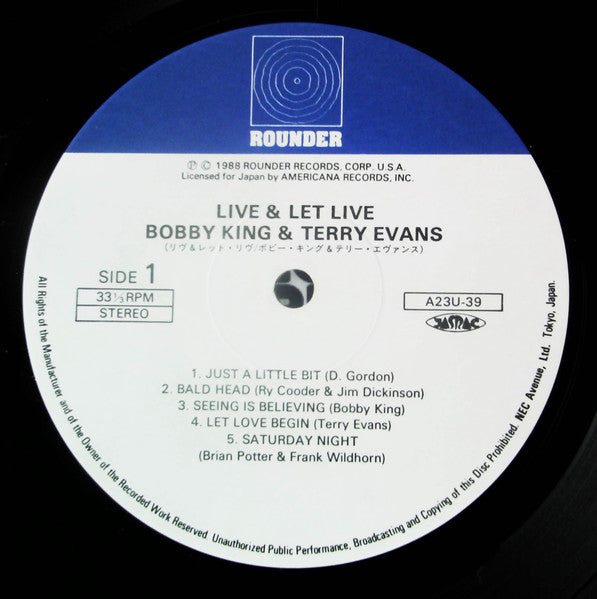 ROUNDER
℗ © 1988 ROUNDER RECORDS, CORP. U.S.A.
Licensed for Japan by AMERICANA RECORDS, INC.
LIVE & LET LIVE
BOBBY KING & TERRY EVANS
(リヴ&レット・リヴ/ボビー・キング&テリー・エヴァンス)
SIDE 1
33⅓ RPM
STEREO
A23U-39
JASRAC
1. JUST A LITTLE BIT (D. Gordon)
2. BALD HEAD (Ry Cooder & Jim Dickinson)
3. SEEING IS BELIEVING (Bobby King)
4. LET LOVE BEGIN (Terry Evans)
5. SATURDAY NIGHT
(Brian Potter & Frank Wildhorn)
All Rights of the Manufacturer and of the Owner of the Recorded Work Reserved. Unauthorized Public Performance, Broadcasting and Copying of this Disc Prohibited. NEC Avenue, Ltd. Tokyo, Japan.